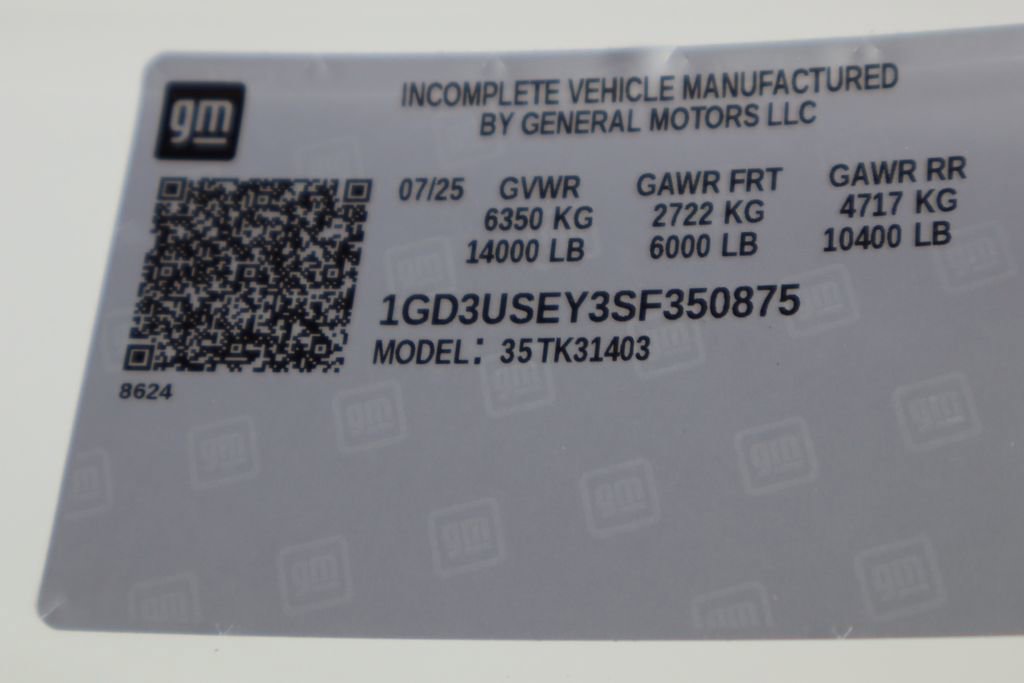 gm
INCOMPLETE VEHICLE MANUFACTURED
BY GENERAL MOTORS LLC
07/25 GVWR GAWR FRT GAWR RR
6350 KG 2722 KG 4717 KG
14000 LB 6000 LB 10400 LB
1GD3USEY3SF350875
MODEL: 35TK31403
8624